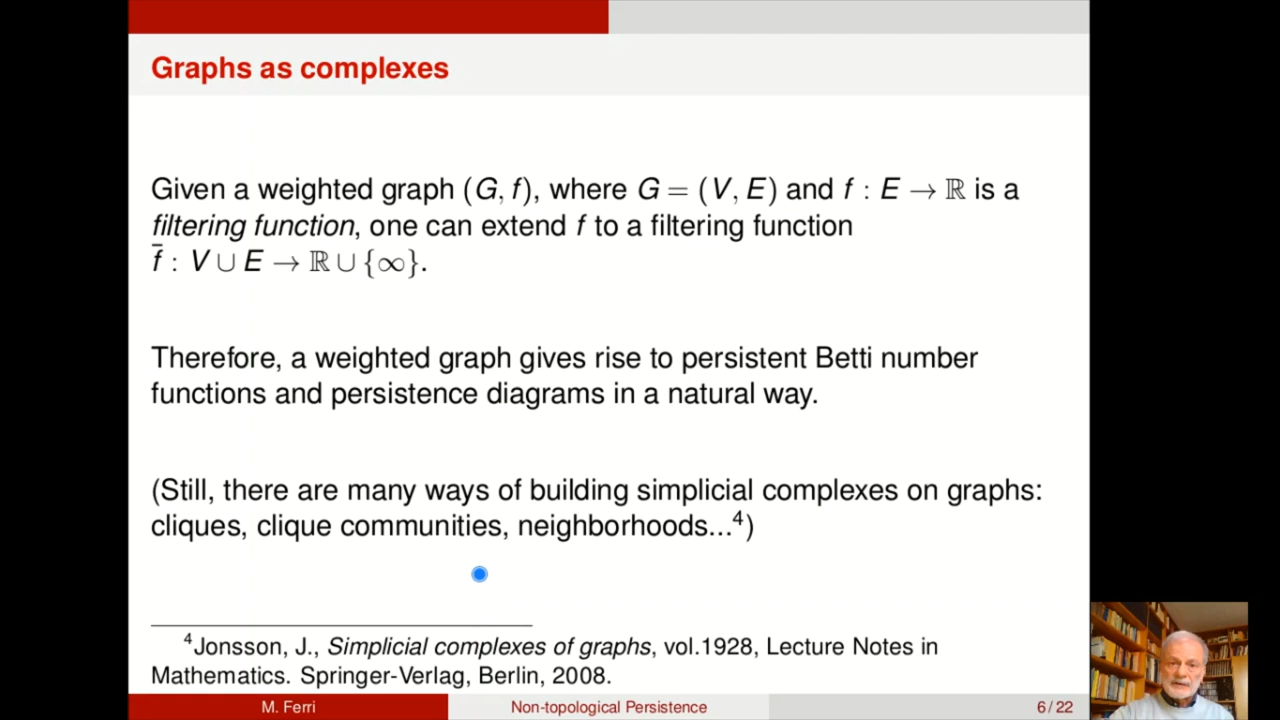 Graphs as complexes
Given a weighted graph (G, f), where G = (V, E) and f : E → ℝ is a
filtering function, one can extend f to a filtering function
f̄ : V ∪ E → ℝ ∪ {∞}.
Therefore, a weighted graph gives rise to persistent Betti number
functions and persistence diagrams in a natural way.
(Still, there are many ways of building simplicial complexes on graphs:
cliques, clique communities, neighborhoods...⁴)
⁴Jonsson, J., Simplicial complexes of graphs, vol.1928, Lecture Notes in
Mathematics. Springer-Verlag, Berlin, 2008.
M. Ferri Non-topological Persistence 6 / 22